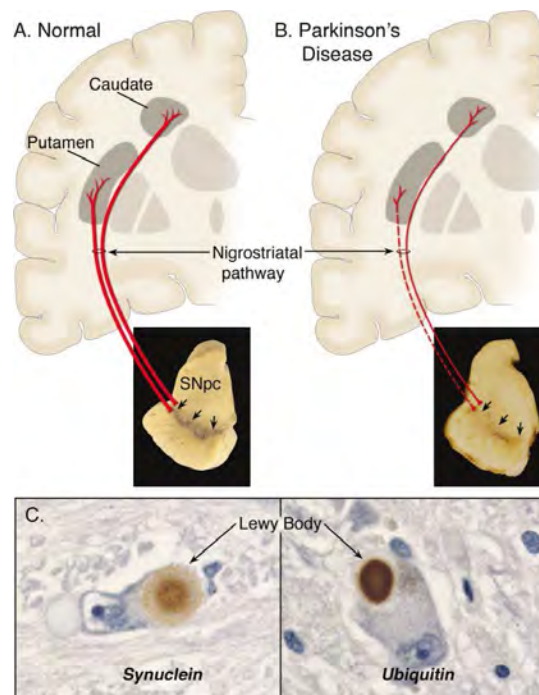 A. Normal
B. Parkinson's
Disease
Caudate
Putamen
Nigrostriatal
pathway
SNpc
C.
Lewy Body
Synuclein
Ubiquitin